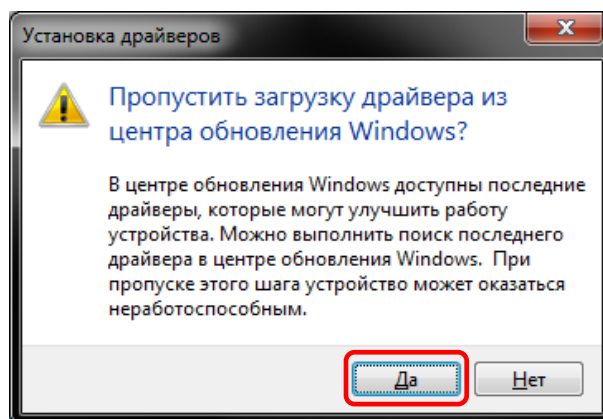 Установка драйверов
Пропустить загрузку драйвера из
центра обновления Windows?
В центре обновления Windows доступны последние
драйверы, которые могут улучшить работу
устройства. Можно выполнить поиск последнего
драйвера в центре обновления Windows.  При
пропуске этого шага устройство может оказаться
неработоспособным.
Да
Нет